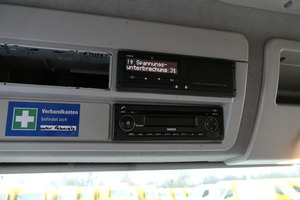 !↯ Spannungs-
unterbrechung 31
Verbandkasten
befindet sich